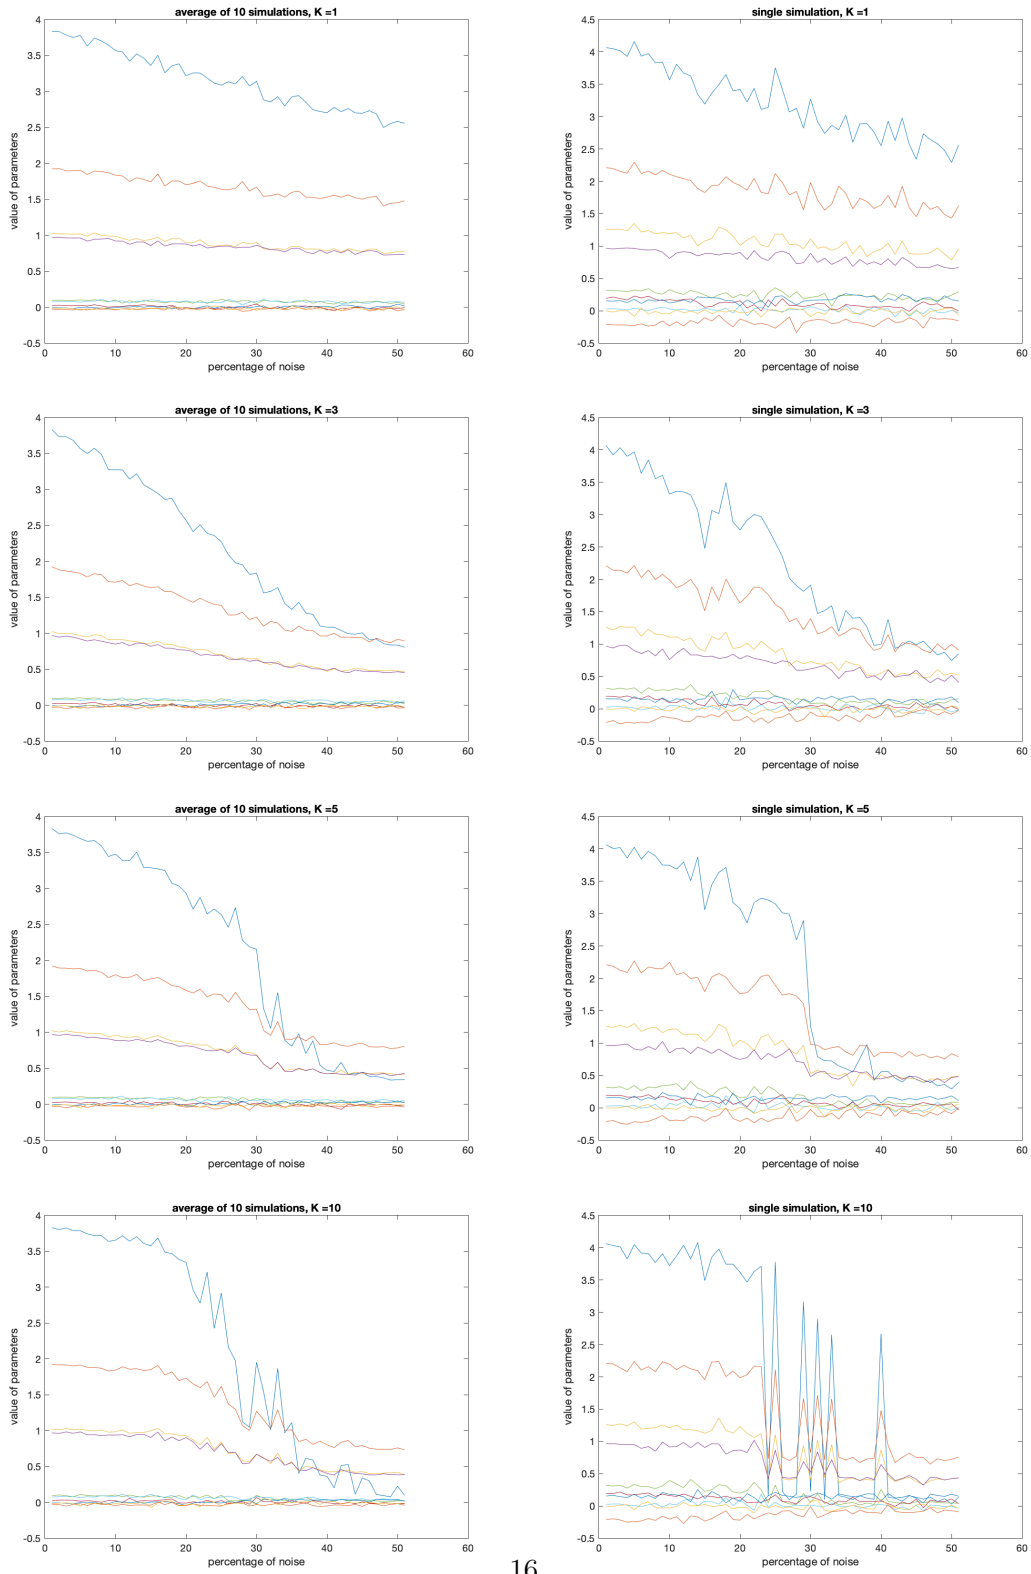 average of 10 simulations, K =1
4
3.5
3
2.5
2
1.5
1
0.5
0
-0.5
value of parameters
0 10 20 30 40 50 60
percentage of noise
single simulation, K =1
4.5
4
3.5
3
2.5
2
1.5
1
0.5
0
-0.5
value of parameters
0 10 20 30 40 50 60
percentage of noise
average of 10 simulations, K =3
4
3.5
3
2.5
2
1.5
1
0.5
0
-0.5
value of parameters
0 10 20 30 40 50 60
percentage of noise
single simulation, K =3
4.5
4
3.5
3
2.5
2
1.5
1
0.5
0
-0.5
value of parameters
0 10 20 30 40 50 60
percentage of noise
average of 10 simulations, K =5
4
3.5
3
2.5
2
1.5
1
0.5
0
-0.5
value of parameters
0 10 20 30 40 50 60
percentage of noise
single simulation, K =5
4.5
4
3.5
3
2.5
2
1.5
1
0.5
0
-0.5
value of parameters
0 10 20 30 40 50 60
percentage of noise
average of 10 simulations, K =10
4
3.5
3
2.5
2
1.5
1
0.5
0
-0.5
value of parameters
0 10 20 30 40 50 60
percentage of noise
single simulation, K =10
4.5
4
3.5
3
2.5
2
1.5
1
0.5
0
-0.5
value of parameters
0 10 20 30 40 50 60
percentage of noise
16